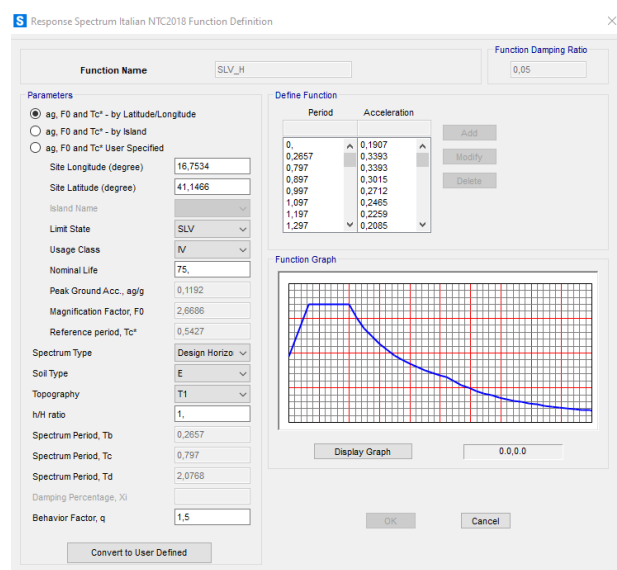 S Response Spectrum Italian NTC2018 Function Definition
Function Damping Ratio
Function Name SLV_H 0,05
Parameters
ag, F0 and Tc* - by Latitude/Longitude
ag, F0 and Tc* - by Island
ag, F0 and Tc* User Specified
Site Longitude (degree) 16,7534
Site Latitude (degree) 41,1466
Island Name
Limit State SLV
Usage Class IV
Nominal Life 75,
Peak Ground Acc., ag/g 0,1192
Magnification Factor, F0 2,6686
Reference period, Tc* 0,5427
Spectrum Type Design Horizo
Soil Type E
Topography T1
h/H ratio 1,
Spectrum Period, Tb 0,2657
Spectrum Period, Tc 0,797
Spectrum Period, Td 2,0768
Damping Percentage, Xi
Behavior Factor, q 1,5
Convert to User Defined
Define Function
Period Acceleration
0, 0,1907
0,2657 0,3393
0,797 0,3393
0,897 0,3015
0,997 0,2712
1,097 0,2465
1,197 0,2259
1,297 0,2085
Add
Modify
Delete
Function Graph
Display Graph 0.0,0.0
OK Cancel